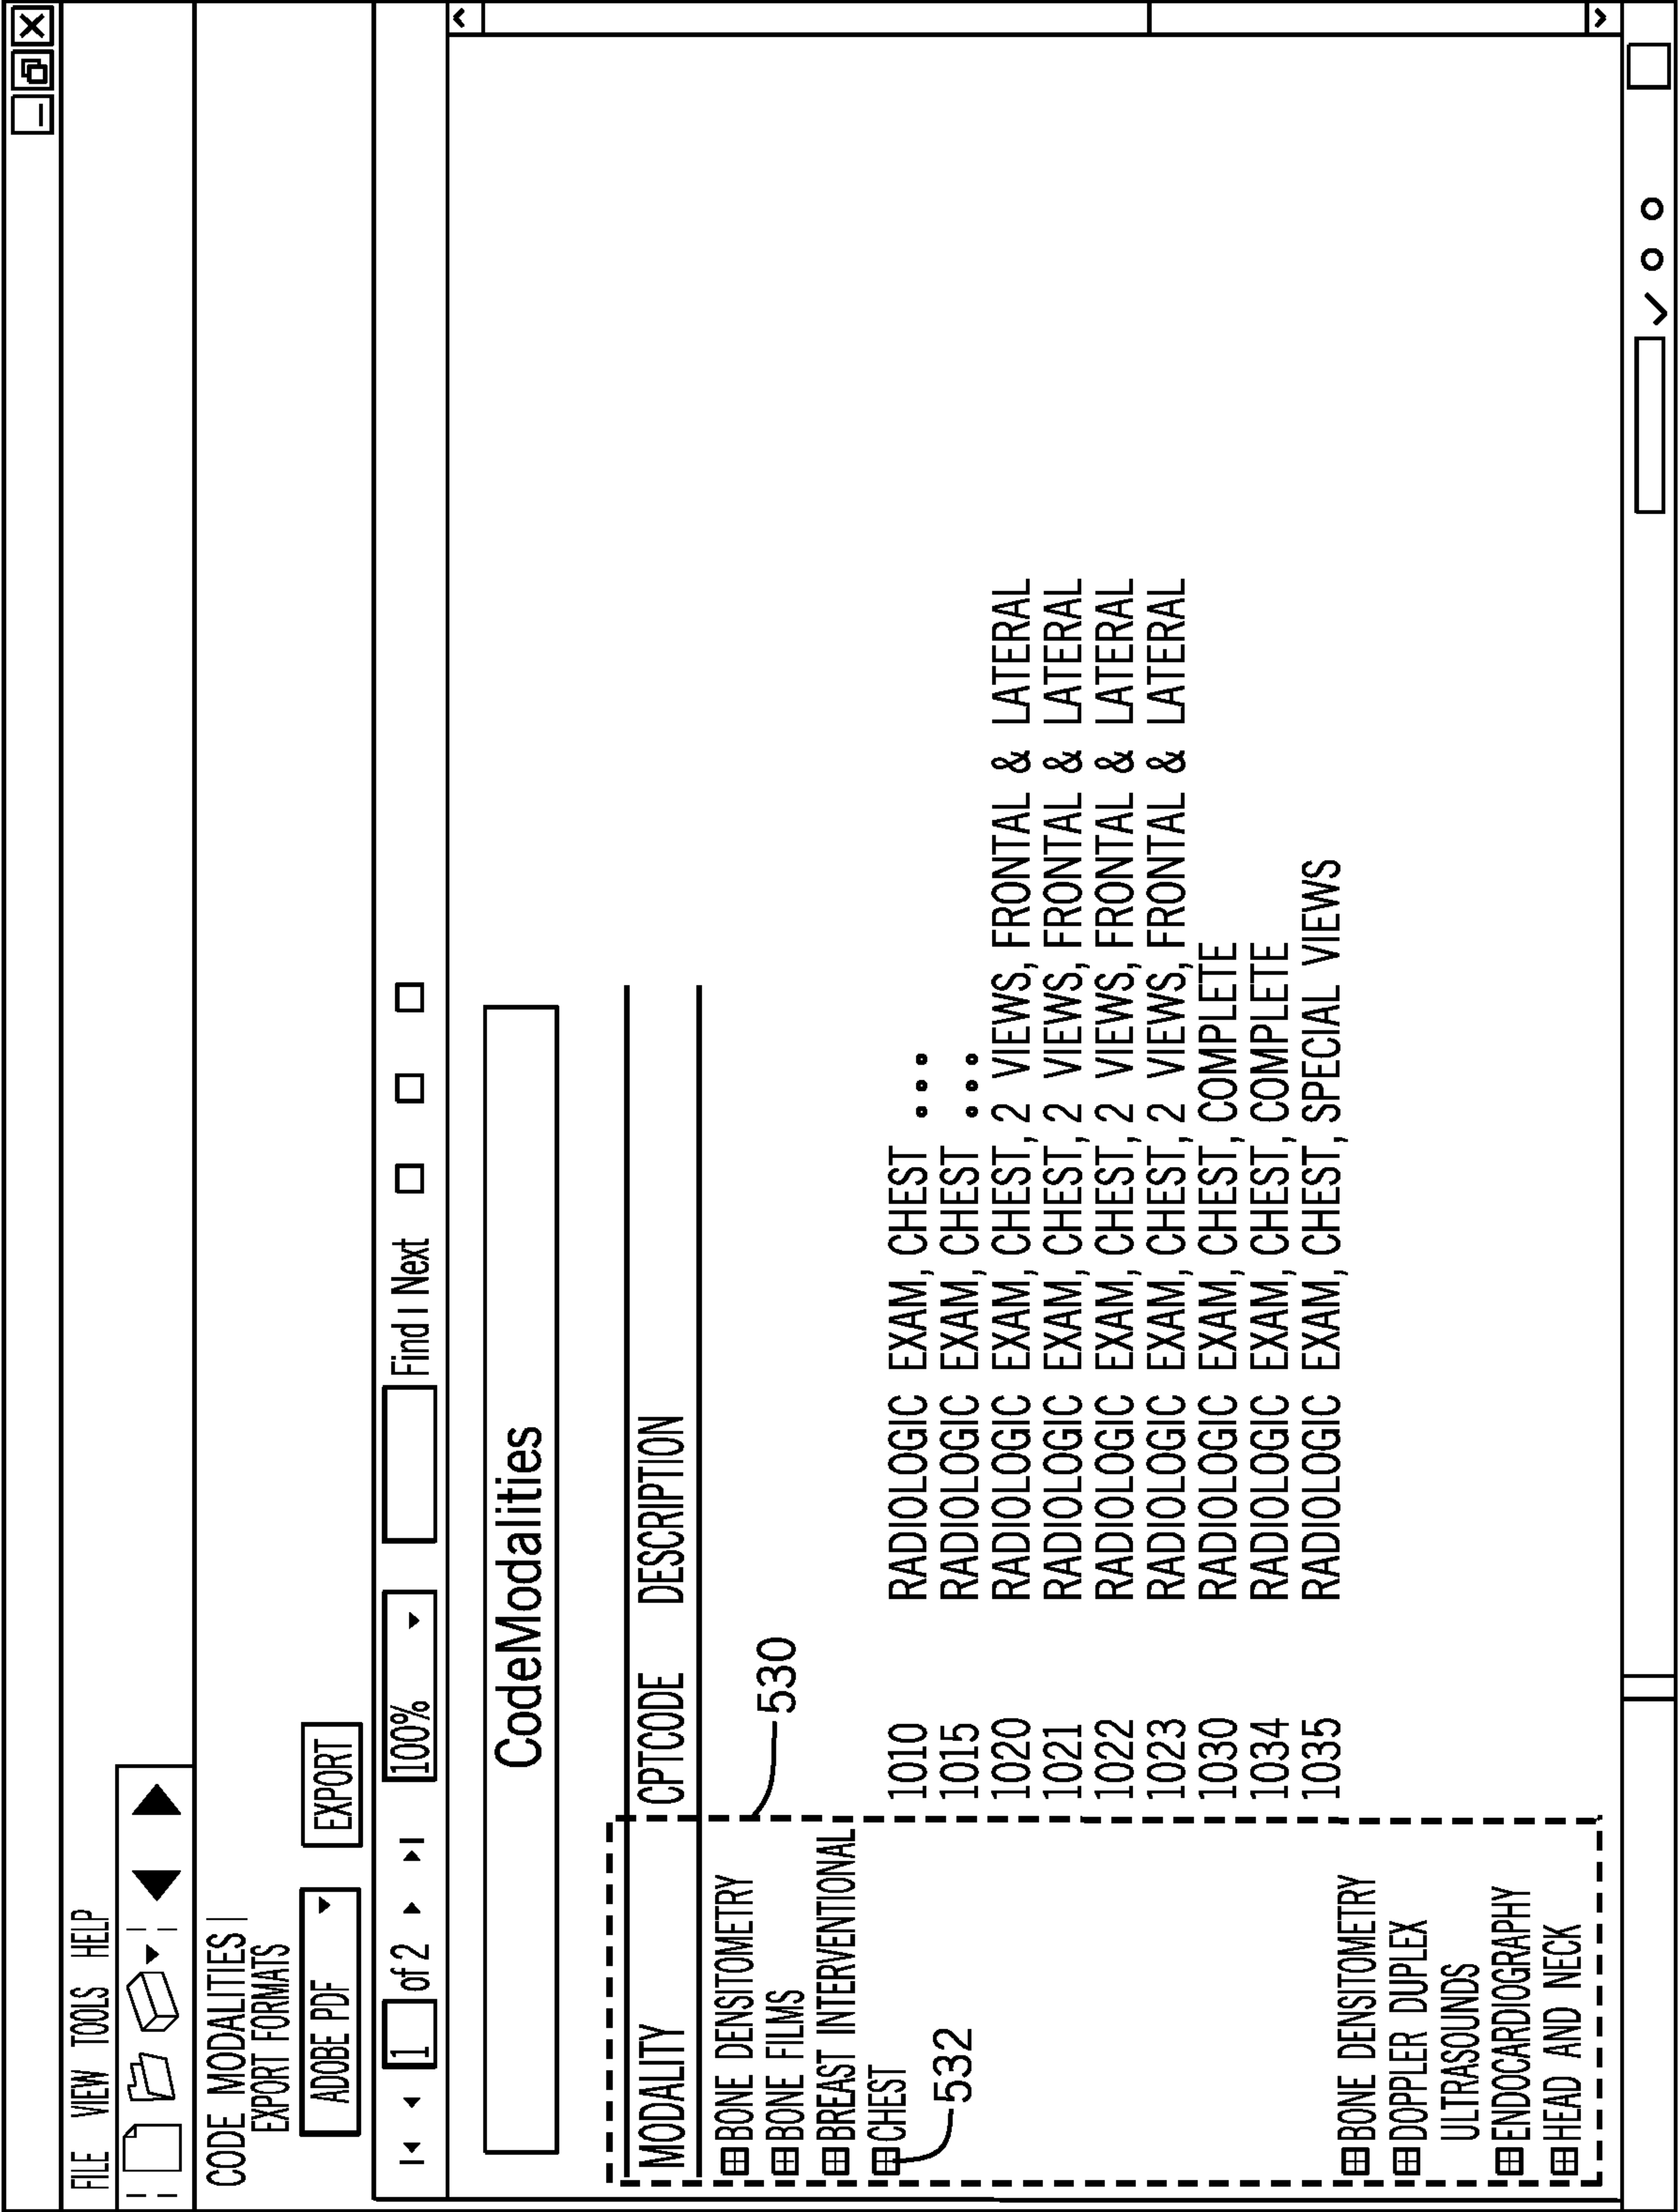 FILE VIEW TOOLS HELP
CODE MODALITIES |
EXPORT FORMATS
ADOBE PDF EXPORT
1 of 2 100% Find | Next
CodeModalities
MODALITY CPTCODE DESCRIPTION
BONE DENSITOMETRY
530
BONE FILMS
BREAST INTERVENTIONAL
CHEST 1010 RADIOLOGIC EXAM, CHEST
532 1015 RADIOLOGIC EXAM, CHEST
1020 RADIOLOGIC EXAM, CHEST, 2 VIEWS, FRONTAL & LATERAL
1021 RADIOLOGIC EXAM, CHEST, 2 VIEWS, FRONTAL & LATERAL
1022 RADIOLOGIC EXAM, CHEST, 2 VIEWS, FRONTAL & LATERAL
1023 RADIOLOGIC EXAM, CHEST, 2 VIEWS, FRONTAL & LATERAL
1030 RADIOLOGIC EXAM, CHEST, COMPLETE
1034 RADIOLOGIC EXAM, CHEST, COMPLETE
1035 RADIOLOGIC EXAM, CHEST, SPECIAL VIEWS
BONE DENSITOMETRY
DOPPLER DUPLEX
ULTRASOUNDS
ENDOCARDIOGRAPHY
HEAD AND NECK